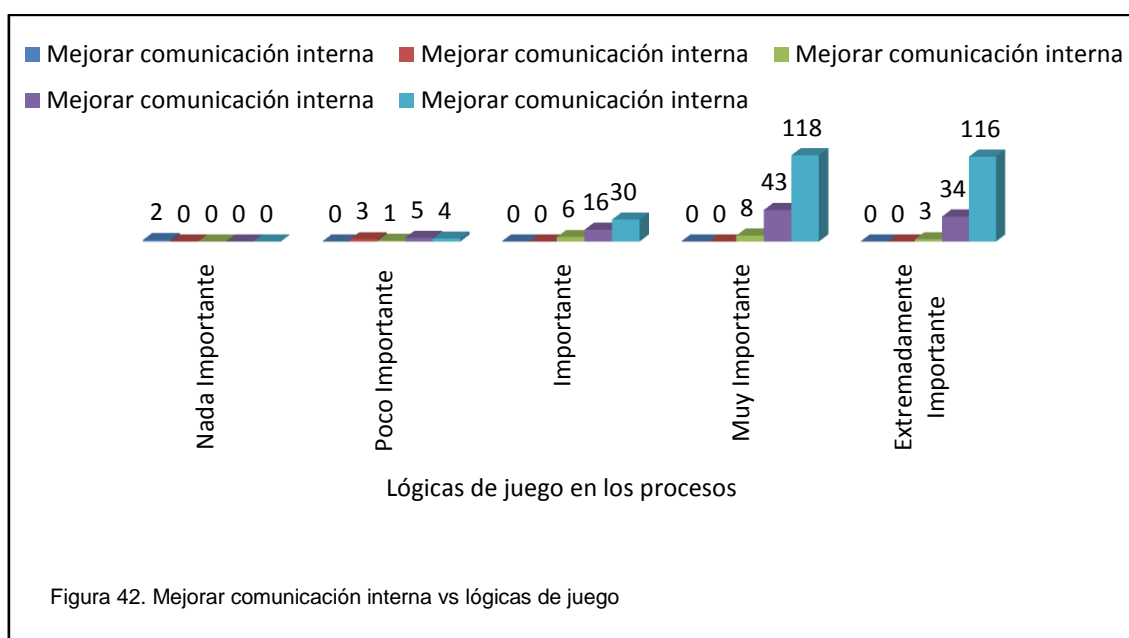 Mejorar comunicación interna Mejorar comunicación interna Mejorar comunicación interna
Mejorar comunicación interna Mejorar comunicación interna
2 0 0 0 0
0 3 1 5 4
0 0 6 16 30
0 0 8 43 118
0 0 3 34 116
Nada Importante
Poco Importante
Importante
Muy Importante
Extremadamente
Importante
Lógicas de juego en los procesos
Figura 42. Mejorar comunicación interna vs lógicas de juego